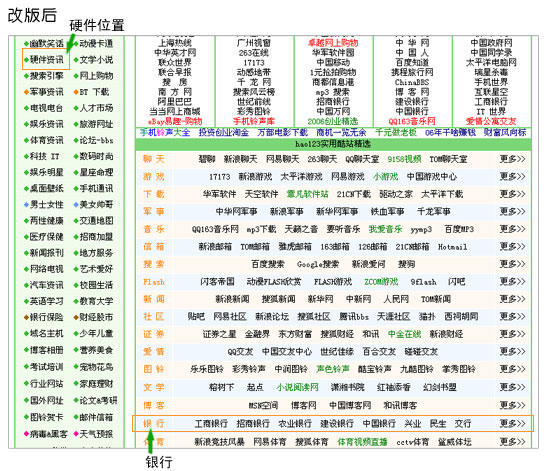 改版后
硬件位置
幽默笑话 动漫卡通
硬件资讯 文学小说
搜索引擎 网上购物
军事资讯 BT 下载
电视电台 人才市场
娱乐资讯 旅游网址
体育资讯 论坛-bbs
科技 IT 数码时尚
娱乐明星 星座命理
桌面壁纸 手机通讯
男士女性 美女帅哥
两性健康 交通地图
医疗保健 招商加盟
新闻报刊 地方服务
网络电视 艺术爱好
汽车资讯 校园生活
英语学习 教育大学
银行保险 财经股市
域名主机 少年儿童
博客相册 营养美食
考试培训 宠物花鸟
行业网站 家庭理财
国外网址 论文&考研
图铃贺卡 邮件信箱
病毒&黑客 天气预报
上海热线 广州视窗 卓越网上购物 中 华 网 中国政府网
中华英才网 263在线 华军软件园 中 国 人 中国同学录
联众世界 17173 中国移动 百度知道 太平洋电脑网
联合早报 动感地带 1元抢拍购物 携程旅行网 瑞星杀毒
搜 房 千 龙 网 商都信息港 ChinaBBS 手机世界
南 方 网 搜索风云榜 mp3 搜索 博 客 网 互联星空
阿里巴巴 世纪前线 招商银行 建设银行 工商银行
当当网上商城 彩秀图铃 中国万网 赛 迪 网 IT 世界
eBay易趣-购物 手机铃声库 2006创业精选 QQ163音乐网 爱情公寓交友
手机铃声大全 投资创业淘金 万部电影下载 商机一览无余 千元做老板 06年干啥赚钱 财富风向标
hao123实用酷站精选
聊 天 碧聊 新浪聊天 网易聊天 263聊天 QQ聊天室 9158视频 TOM聊天室 更多>>
游 戏 17173 新浪游戏 太平洋游戏 网易游戏 小游戏 中国游戏中心 更多>>
下 载 华军软件 天空软件 非凡软件站 21CN下载 驱动之家 太平洋下载 更多>>
军 事 中华网军事 新浪军事 新华网军事 铁血军事 千龙军事 更多>>
音 乐 QQ163音乐网 mp3下载 天籁之音 要听音乐 我爱音乐 yymp3 百度MP3 更多>>
信 箱 新浪邮箱 TOM邮箱 雅虎邮箱 163邮箱 126邮箱 21CN邮箱 Hotmail 更多>>
搜 索 百度搜索 Google搜索 新浪爱问 搜狗 更多>>
Flash 闪客帝国 动漫FLASH欣赏 FLASH游戏 ZCOM游戏 9flash 闪吧 更多>>
新 闻 新浪新闻 搜狐新闻 新华网 中新网 人民网 TOM新闻 更多>>
社 区 贴吧 网易社区 新浪论坛 搜狐社区 腾讯bbs 天涯社区 猫扑 西祠胡同 更多>>
证 券 证券之星 金融界 东方财富 搜狐财经 和讯 中金在线 新浪财经 更多>>
爱 情 QQ交友 中国交友中心 世纪佳缘 百合交友 碰碰交友 更多>>
图 铃 乐乐图铃 彩秀铃声 中润图铃 声色铃声 酷宝铃声 九酷图铃 掌秀图铃 更多>>
文 学 榕树下 起点 小说阅读网 潇湘书院 红袖添香 幻剑书盟 更多>>
博 客 MSN空间 博客网 中国博客网 和讯博客 更多>>
银 行 工商银行 招商银行 农业银行 建设银行 中国银行 兴业 民生 交行 更多>>
体 育 新浪竞技风暴 网易体育 搜狐体育 体育视频直播 cctv体育 鲨威体坛 更多>>
银行